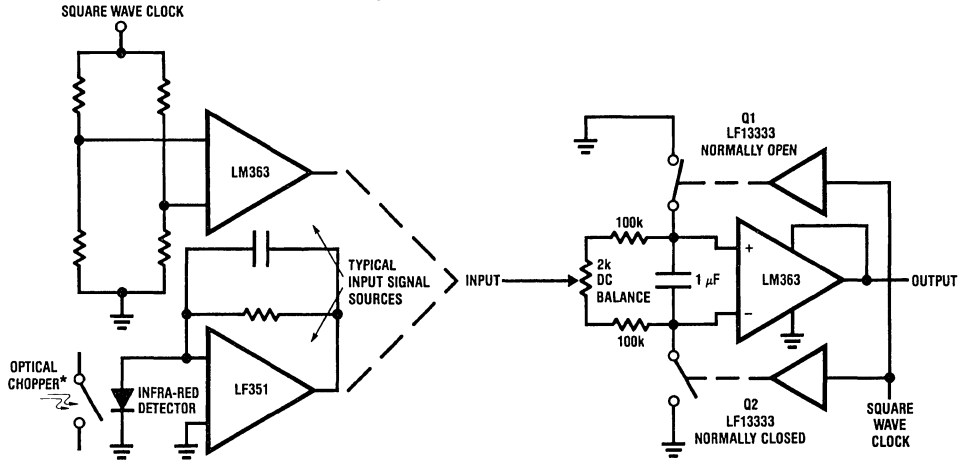 SQUARE WAVE CLOCK
LM363
TYPICAL
INPUT SIGNAL
SOURCES
OPTICAL
CHOPPER*
INFRA-RED
DETECTOR
LF351
INPUT
Q1
LF13333
NORMALLY OPEN
100k
2k
DC
BALANCE
1 µF
+
LM363
−
OUTPUT
100k
Q2
LF13333
NORMALLY CLOSED
SQUARE
WAVE
CLOCK